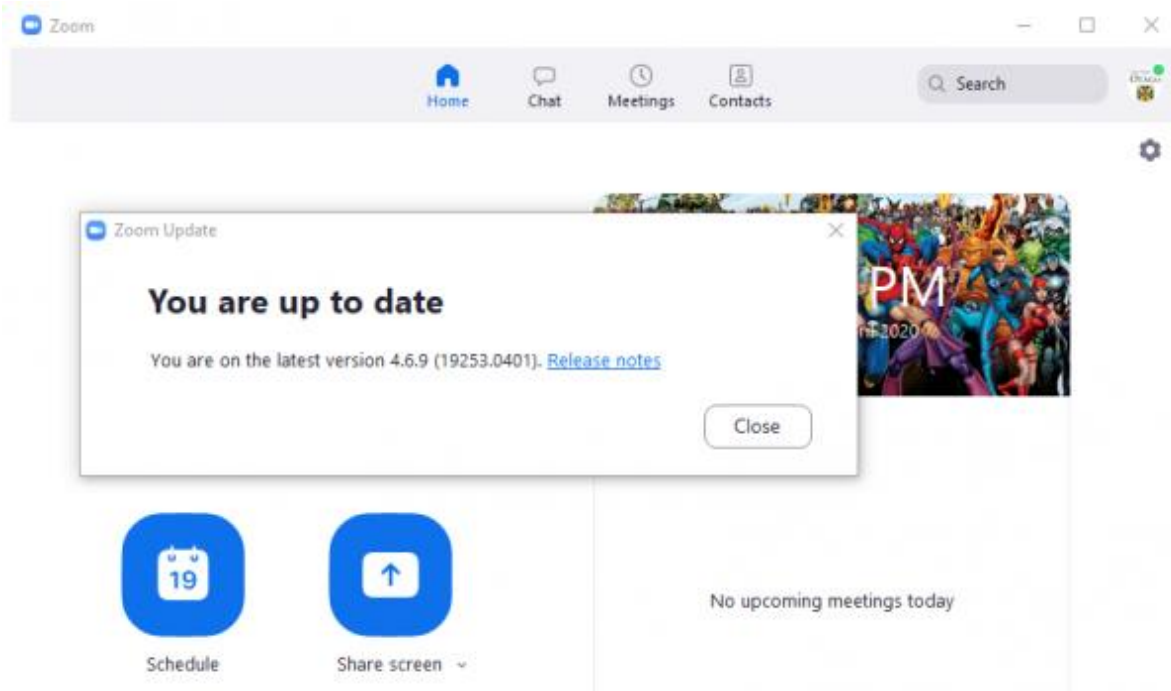 Zoom
Home Chat Meetings Contacts Search
Zoom Update
PM
You are up to date
2020
You are on the latest version 4.6.9 (19253.0401). Release notes
Close
19
Schedule Share screen
No upcoming meetings today